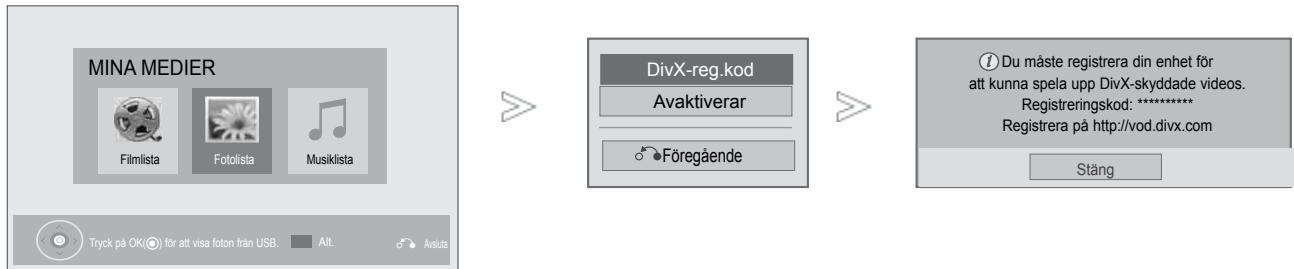 MINA MEDIER
Filmlista
Fotolista
Musiklista
Tryck på OK(◉) för att visa foton från USB.
Alt.
Avsluta
DivX-reg.kod
Avaktiverar
Föregående
Du måste registrera din enhet för
att kunna spela upp DivX-skyddade videos.
Registreringskod: **********
Registrera på http://vod.divx.com
Stäng